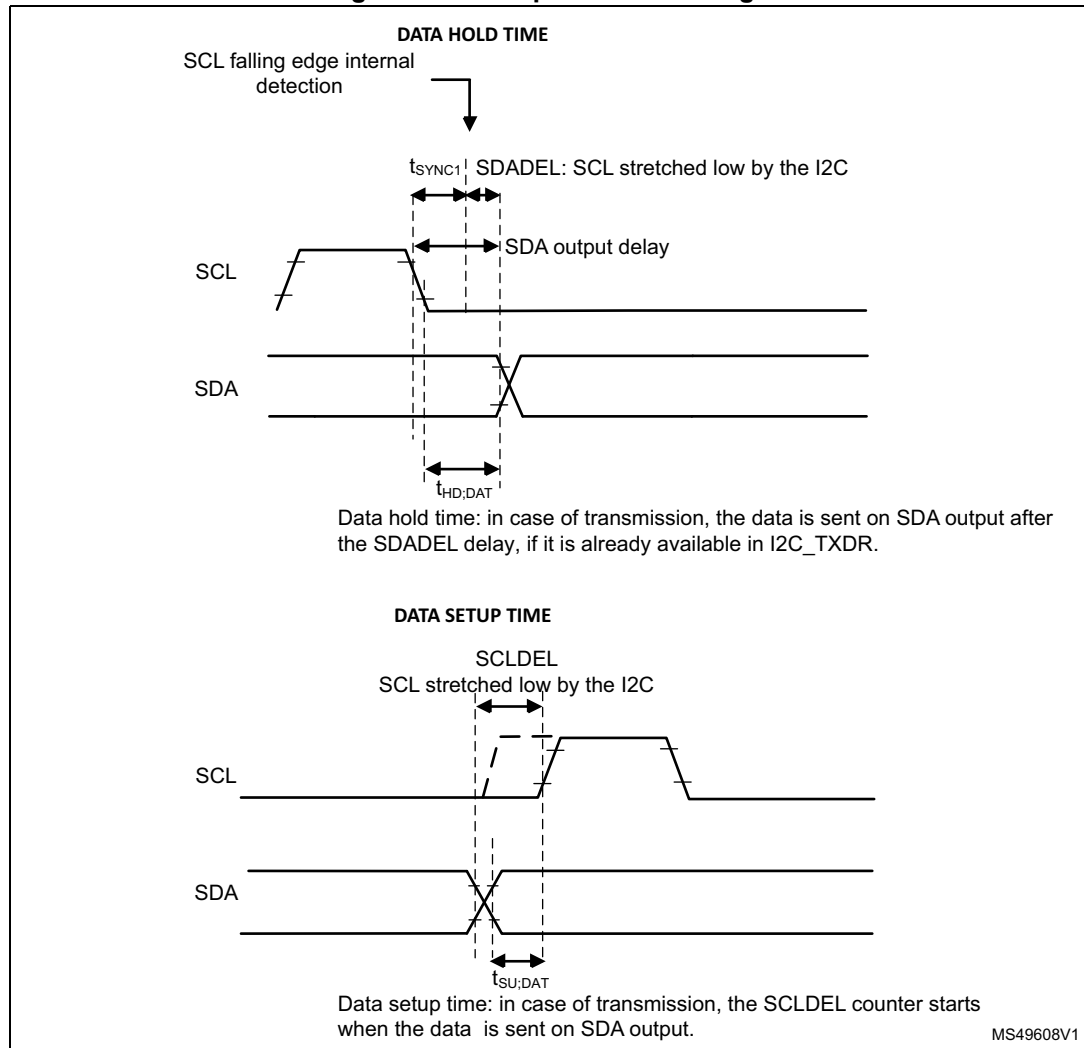 DATA HOLD TIME
SCL falling edge internal
detection
tSYNC1
SDADEL: SCL stretched low by the I2C
SDA output delay
SCL
SDA
tHD;DAT
Data hold time: in case of transmission, the data is sent on SDA output after
the SDADEL delay, if it is already available in I2C_TXDR.
DATA SETUP TIME
SCLDEL
SCL stretched low by the I2C
SCL
SDA
tSU;DAT
Data setup time: in case of transmission, the SCLDEL counter starts
when the data is sent on SDA output.
MS49608V1